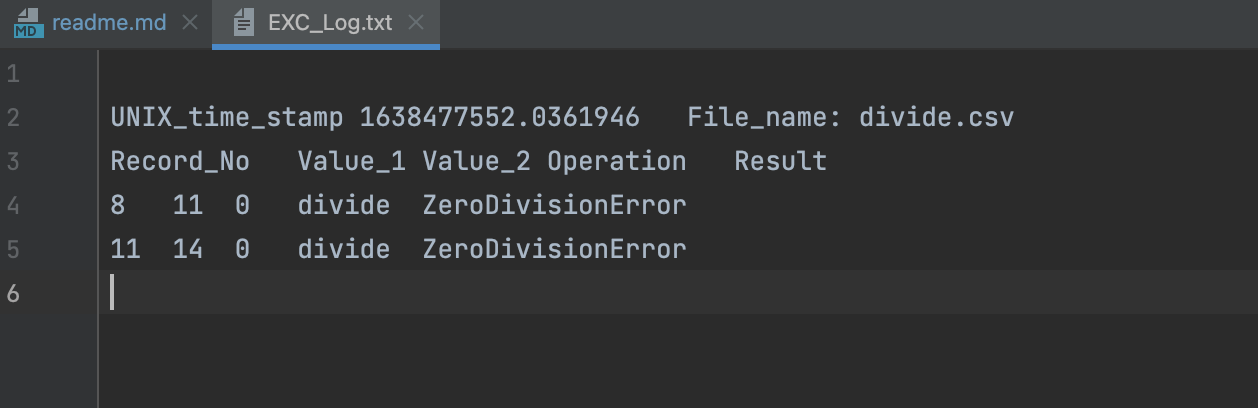 MD readme.md EXC_Log.txt
1
2 UNIX_time_stamp 1638477552.0361946   File_name: divide.csv
3 Record_No   Value_1 Value_2 Operation   Result
4 8   11  0   divide  ZeroDivisionError
5 11  14  0   divide  ZeroDivisionError
6